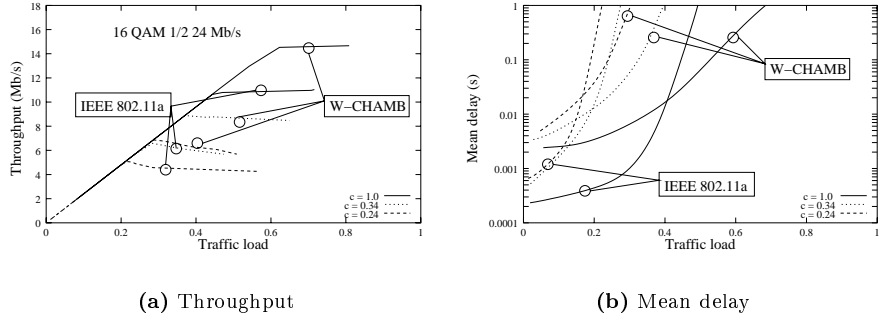 18
16
14
12
10
8
6
4
2
0
Throughput (Mb/s)
16 QAM 1/2 24 Mb/s
IEEE 802.11a
W-CHAMB
c = 1.0
c = 0.34
c = 0.24
0 0.2 0.4 0.6 0.8 1
Traffic load
(a) Throughput
1
0.1
0.01
0.001
0.0001
Mean delay (s)
W-CHAMB
IEEE 802.11a
c = 1.0
c = 0.34
c = 0.24
0 0.2 0.4 0.6 0.8 1
Traffic load
(b) Mean delay